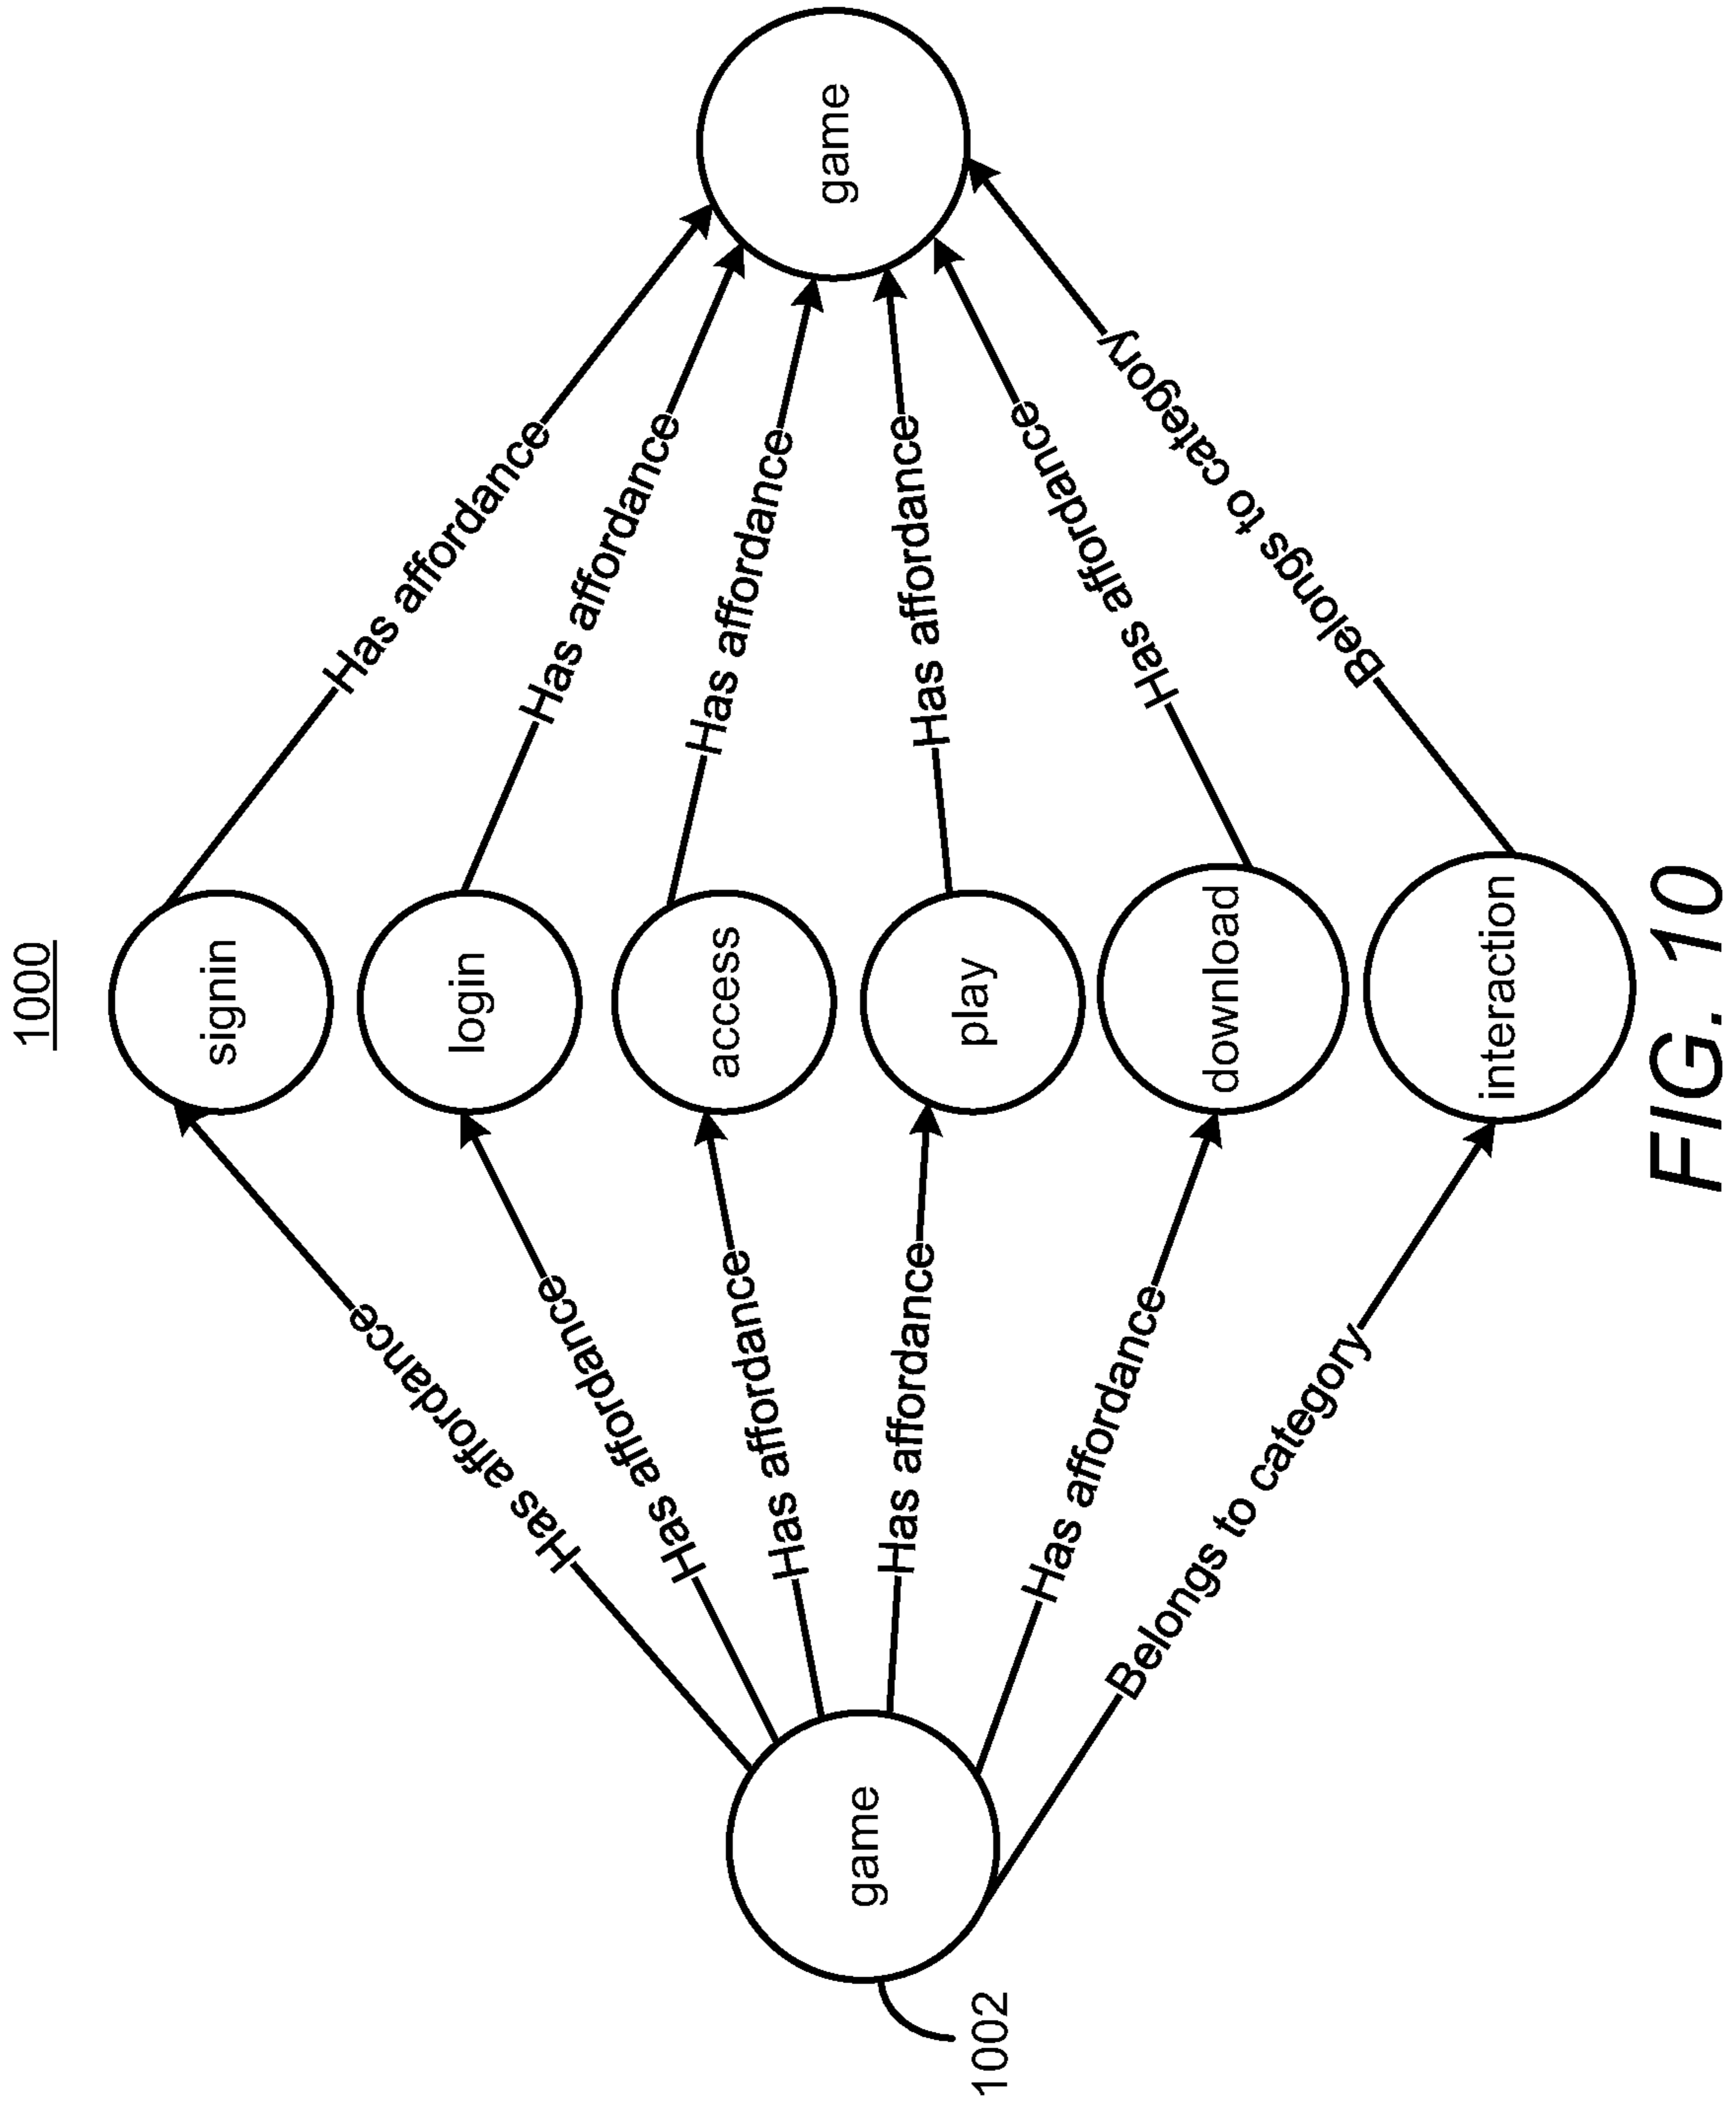 1000
Has affordance
Has affordance
signin
Has affordance
Has affordance
login
Has affordance
Has affordance
access
game
1002
game
Has affordance
Has affordance
play
Has affordance
Has affordance
download
Belongs to category
Belongs to category
interaction
FIG. 10